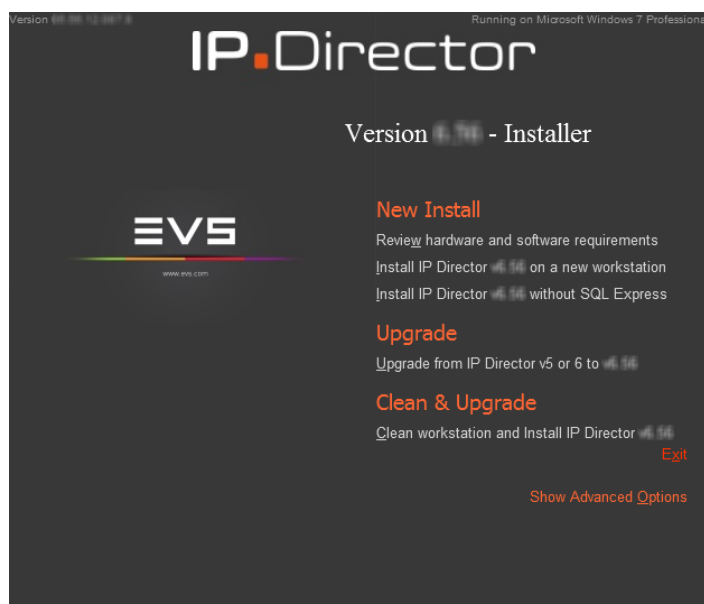 Version
Running on Microsoft Windows 7 Professiona
IP.Director
Version - Installer
EVS
www.evs.com
New Install
Review hardware and software requirements
Install IP Director on a new workstation
Install IP Director without SQL Express
Upgrade
Upgrade from IP Director v5 or 6 to
Clean & Upgrade
Clean workstation and Install IP Director
Exit
Show Advanced Options